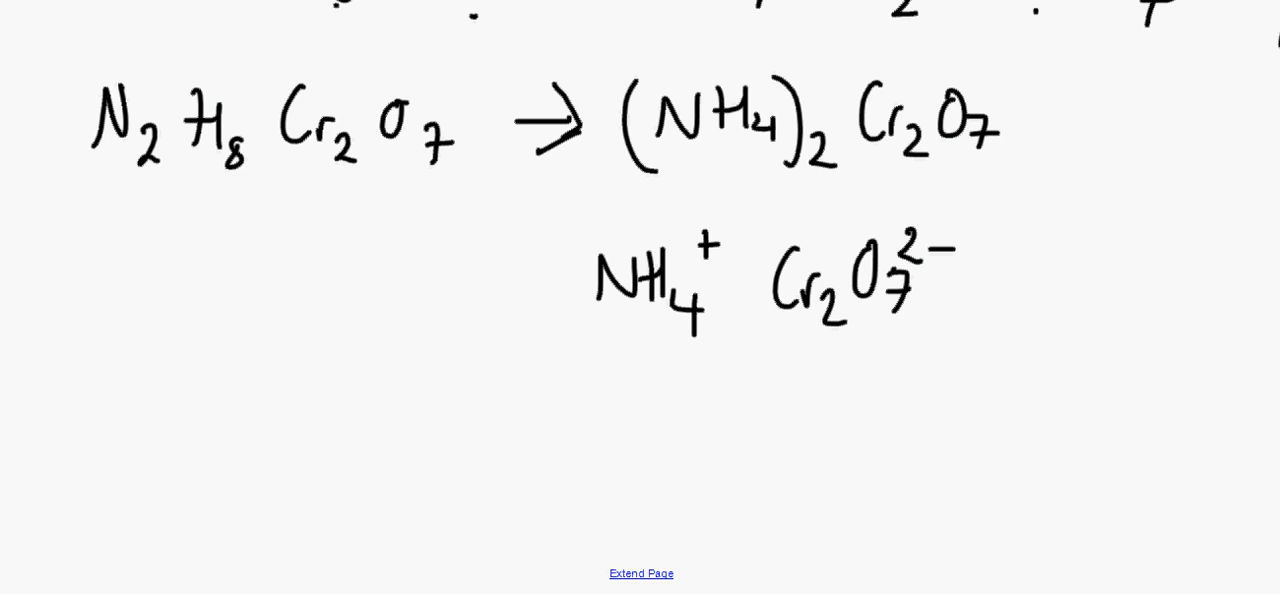 N₂H₈Cr₂O₇ → (NH₄)₂Cr₂O₇
NH₄⁺ Cr₂O₇²⁻
Extend Page